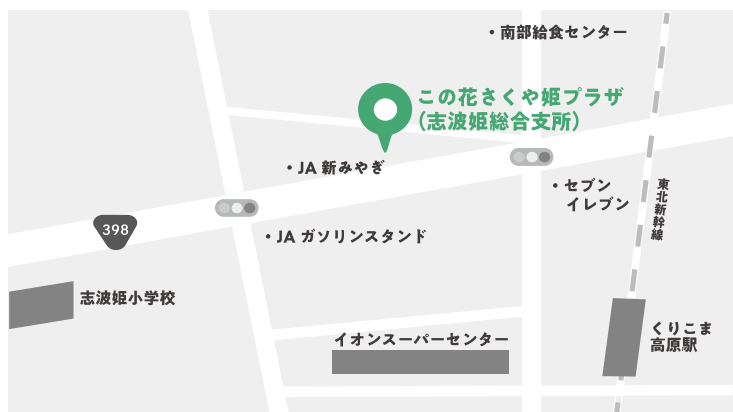 ・南部給食センター
この花さくや姫プラザ
(志波姫総合支所)
・JA 新みやぎ
・セブン
イレブン
東北新幹線
398
・JA ガソリンスタンド
志波姫小学校
イオンスーパーセンター
くりこま
高原駅